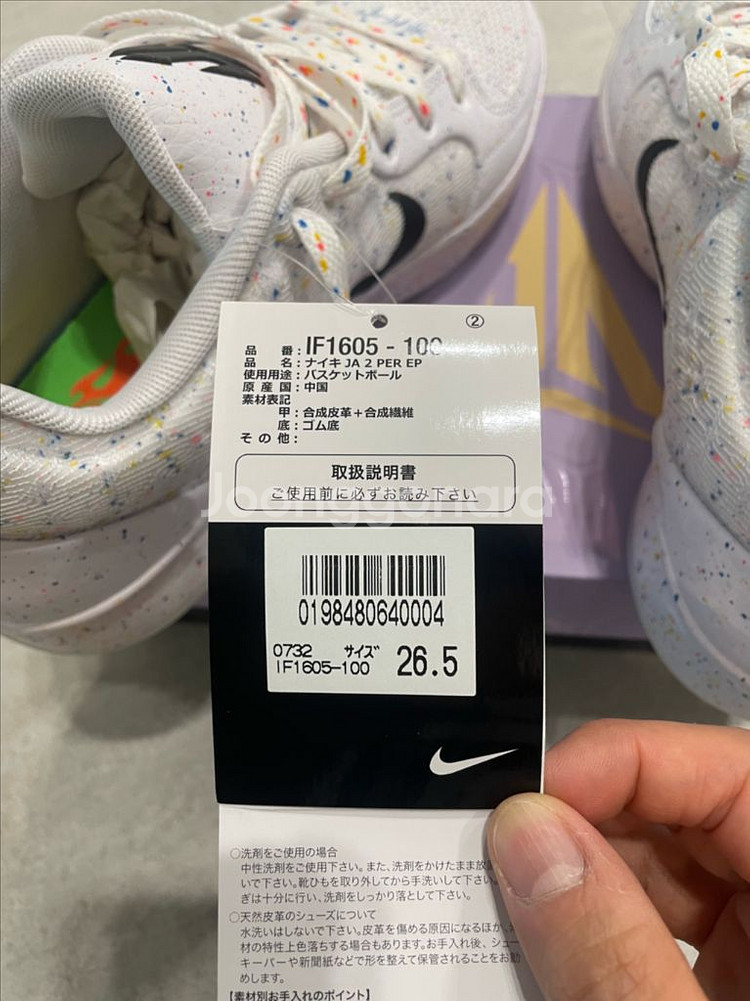 ②
品 番：IF1605 - 100
品 名：ナイキ JA 2 PER EP
使用用途：バスケットボール
原 産 国：中国
素材表記
甲：合成皮革＋合成繊維
底：ゴム底
そ の 他：
取扱説明書
ご使用前に必ずお読み下さい
Joonggonara
0198480640004
0732 サイズ 26.5
IF1605-100
○洗剤をご使用の場合
中性洗剤をご使用下さい。また、洗剤をかけたまま放
いで下さい。靴ひもを取り外してから手洗いして下さい。
ぎは十分に行い、洗剤をしっかり落として下さい。
○天然皮革のシューズについて
水洗いはしないで下さい。皮革を傷める原因になるほか、
材の特性上色落ちする場合もあります。お手入れ後、シュー
キーパーや新聞紙などで形を整えて保管されることをお勧
めします。
【素材別お手入れのポイント】